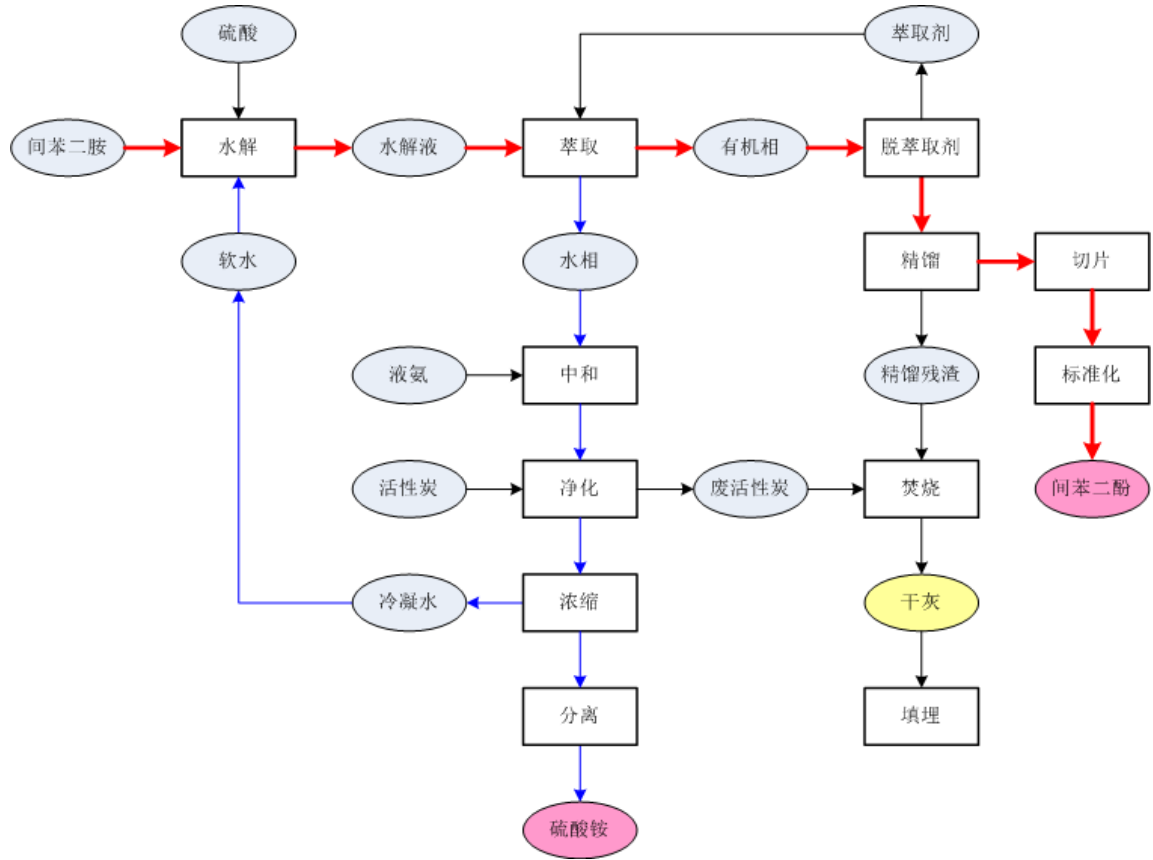 硫酸
萃取剂
间苯二胺
水解
水解液
萃取
有机相
脱萃取剂
软水
水相
精馏
切片
液氨
中和
精馏残渣
标准化
活性炭
净化
废活性炭
焚烧
间苯二酚
冷凝水
浓缩
干灰
分离
填埋
硫酸铵